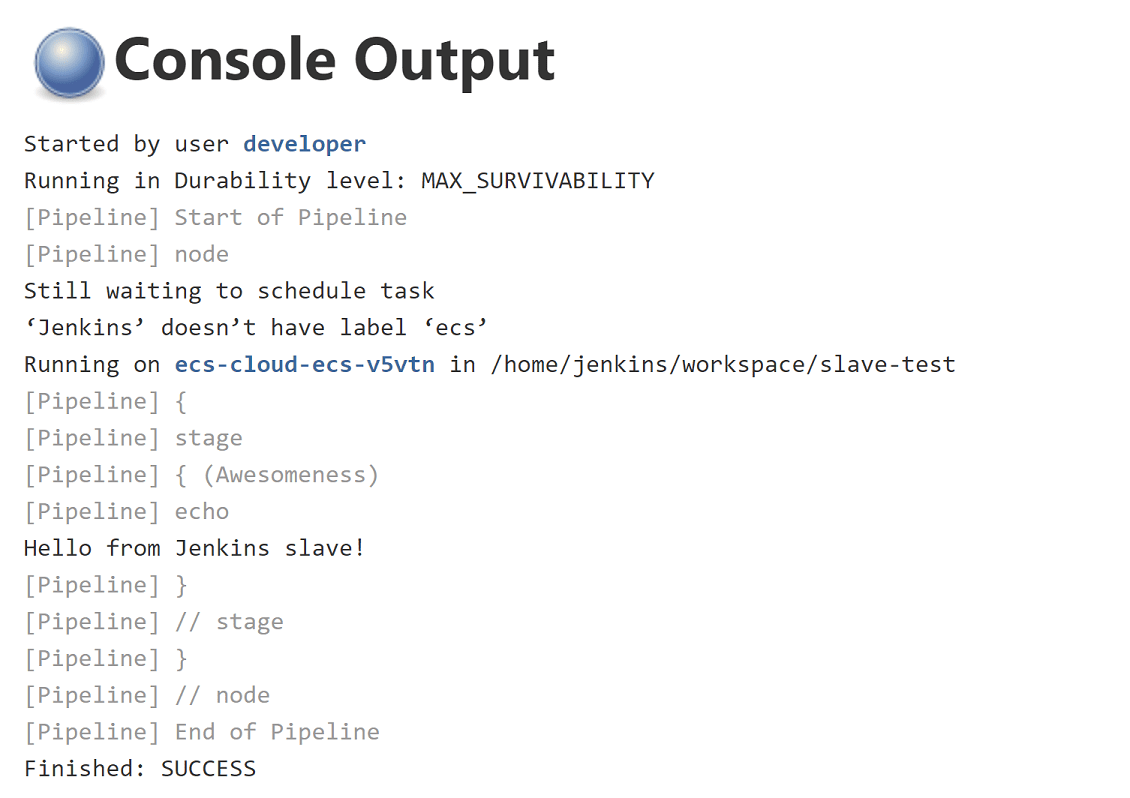 Console Output
Started by user developer
Running in Durability level: MAX_SURVIVABILITY
[Pipeline] Start of Pipeline
[Pipeline] node
Still waiting to schedule task
‘Jenkins’ doesn’t have label ‘ecs’
Running on ecs-cloud-ecs-v5vtn in /home/jenkins/workspace/slave-test
[Pipeline] {
[Pipeline] stage
[Pipeline] { (Awesomeness)
[Pipeline] echo
Hello from Jenkins slave!
[Pipeline] }
[Pipeline] // stage
[Pipeline] }
[Pipeline] // node
[Pipeline] End of Pipeline
Finished: SUCCESS